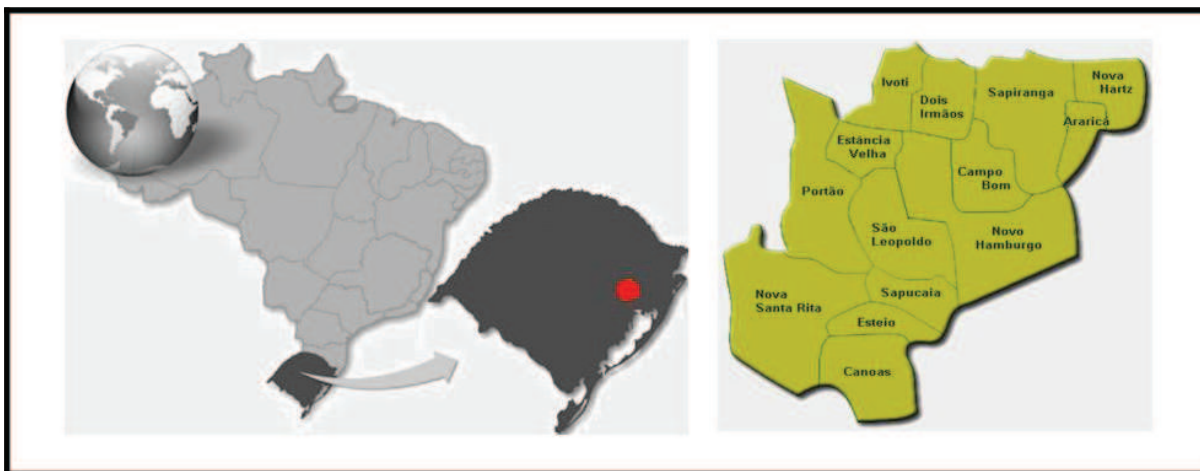 Ivoti
Dois
Irmãos
Sapiranga
Nova
Hartz
Araricá
Estância
Velha
Campo
Bom
Portão
São
Leopoldo
Novo
Hamburgo
Nova
Santa Rita
Sapucaia
Esteio
Canoas